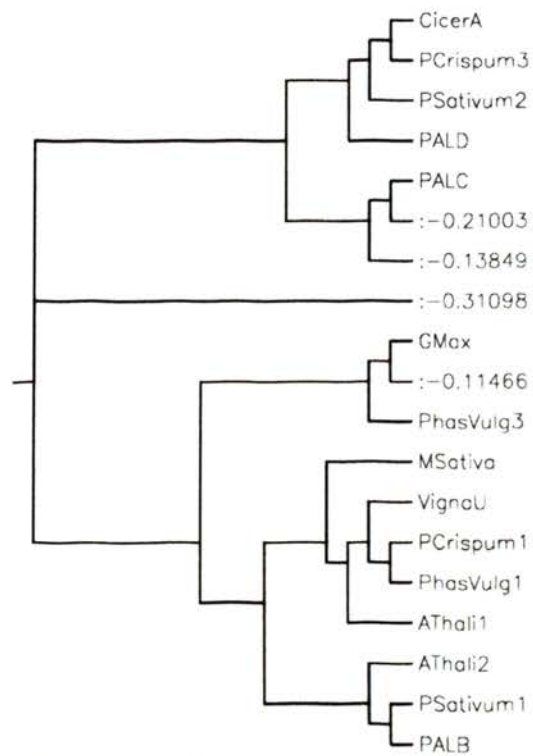 CicerA
PCrispum3
PSativum2
PALD
PALC
:-0.21003
:-0.13849
:-0.31098
GMax
:-0.11466
PhasVulg3
MSativa
VignaU
PCrispum1
PhasVulg1
AThali1
AThali2
PSativum1
PALB